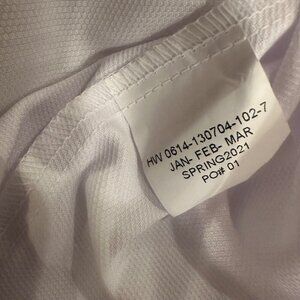 HW 0614-130704-102-7
JAN- FEB- MAR
SPRING2021
PO# 01